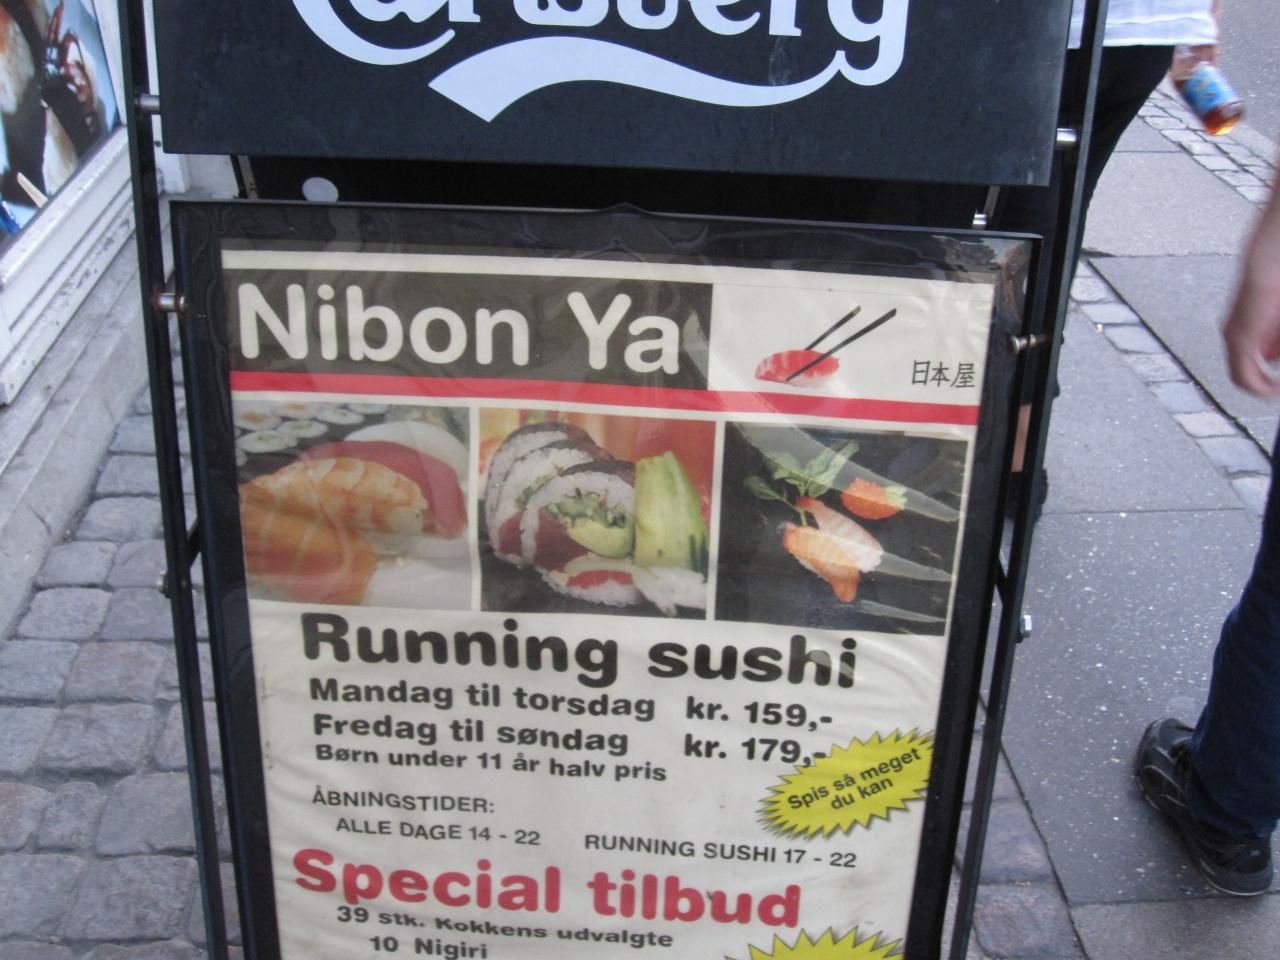 Carlsberg
Nibon Ya
日本屋
Running sushi
Mandag til torsdag kr. 159,-
Fredag til søndag kr. 179,-
Børn under 11 år halv pris
Spis så meget
du kan
ÅBNINGSTIDER:
ALLE DAGE 14 - 22 RUNNING SUSHI 17 - 22
Special tilbud
39 stk. Kokkens udvalgte
10 Nigiri